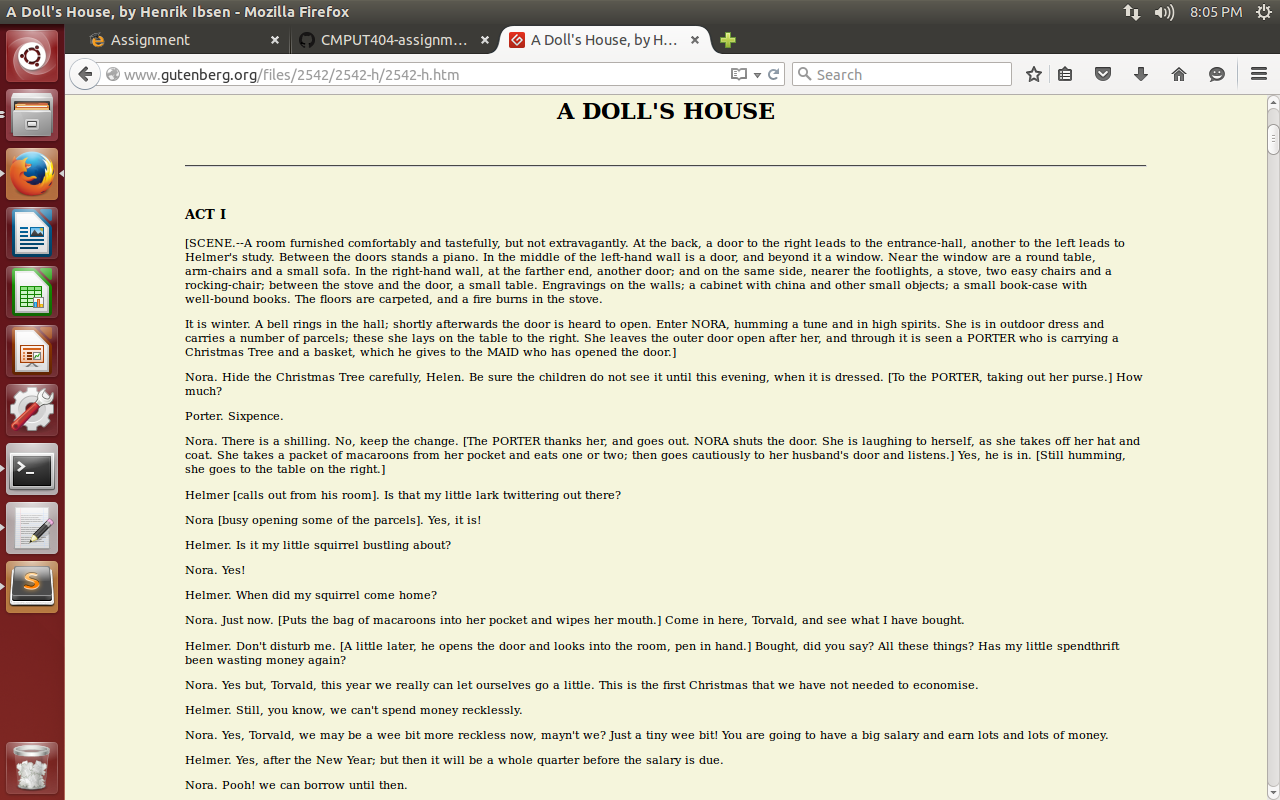 A Doll's House, by Henrik Ibsen - Mozilla Firefox
8:05 PM
Assignment
CMPUT404-assignm...
A Doll's House, by H...
www.gutenberg.org/files/2542/2542-h/2542-h.htm
Search
A DOLL'S HOUSE
ACT I
[SCENE.--A room furnished comfortably and tastefully, but not extravagantly. At the back, a door to the right leads to the entrance-hall, another to the left leads to
Helmer's study. Between the doors stands a piano. In the middle of the left-hand wall is a door, and beyond it a window. Near the window are a round table,
arm-chairs and a small sofa. In the right-hand wall, at the farther end, another door; and on the same side, nearer the footlights, a stove, two easy chairs and a
rocking-chair; between the stove and the door, a small table. Engravings on the walls; a cabinet with china and other small objects; a small book-case with
well-bound books. The floors are carpeted, and a fire burns in the stove.
It is winter. A bell rings in the hall; shortly afterwards the door is heard to open. Enter NORA, humming a tune and in high spirits. She is in outdoor dress and
carries a number of parcels; these she lays on the table to the right. She leaves the outer door open after her, and through it is seen a PORTER who is carrying a
Christmas Tree and a basket, which he gives to the MAID who has opened the door.]
Nora. Hide the Christmas Tree carefully, Helen. Be sure the children do not see it until this evening, when it is dressed. [To the PORTER, taking out her purse.] How
much?
Porter. Sixpence.
Nora. There is a shilling. No, keep the change. [The PORTER thanks her, and goes out. NORA shuts the door. She is laughing to herself, as she takes off her hat and
coat. She takes a packet of macaroons from her pocket and eats one or two; then goes cautiously to her husband's door and listens.] Yes, he is in. [Still humming,
she goes to the table on the right.]
Helmer [calls out from his room]. Is that my little lark twittering out there?
Nora [busy opening some of the parcels]. Yes, it is!
Helmer. Is it my little squirrel bustling about?
Nora. Yes!
Helmer. When did my squirrel come home?
Nora. Just now. [Puts the bag of macaroons into her pocket and wipes her mouth.] Come in here, Torvald, and see what I have bought.
Helmer. Don't disturb me. [A little later, he opens the door and looks into the room, pen in hand.] Bought, did you say? All these things? Has my little spendthrift
been wasting money again?
Nora. Yes but, Torvald, this year we really can let ourselves go a little. This is the first Christmas that we have not needed to economise.
Helmer. Still, you know, we can't spend money recklessly.
Nora. Yes, Torvald, we may be a wee bit more reckless now, mayn't we? Just a tiny wee bit! You are going to have a big salary and earn lots and lots of money.
Helmer. Yes, after the New Year; but then it will be a whole quarter before the salary is due.
Nora. Pooh! we can borrow until then.